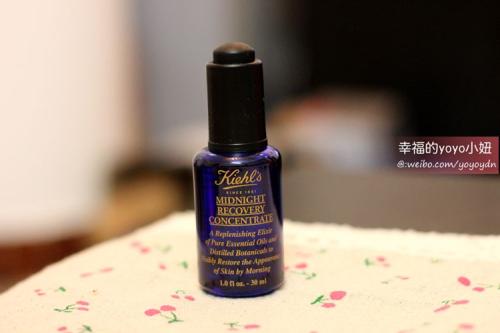 Kiehl's
SINCE 1851
MIDNIGHT
RECOVERY
CONCENTRATE
A Replenishing Elixir
of Pure Essential Oils and
Distilled Botanicals to
Visibly Restore the Appearance
of Skin by Morning
1.0 fl oz. - 30 ml
幸福的yoyo小妞
@:weibo.com/yoyoydn